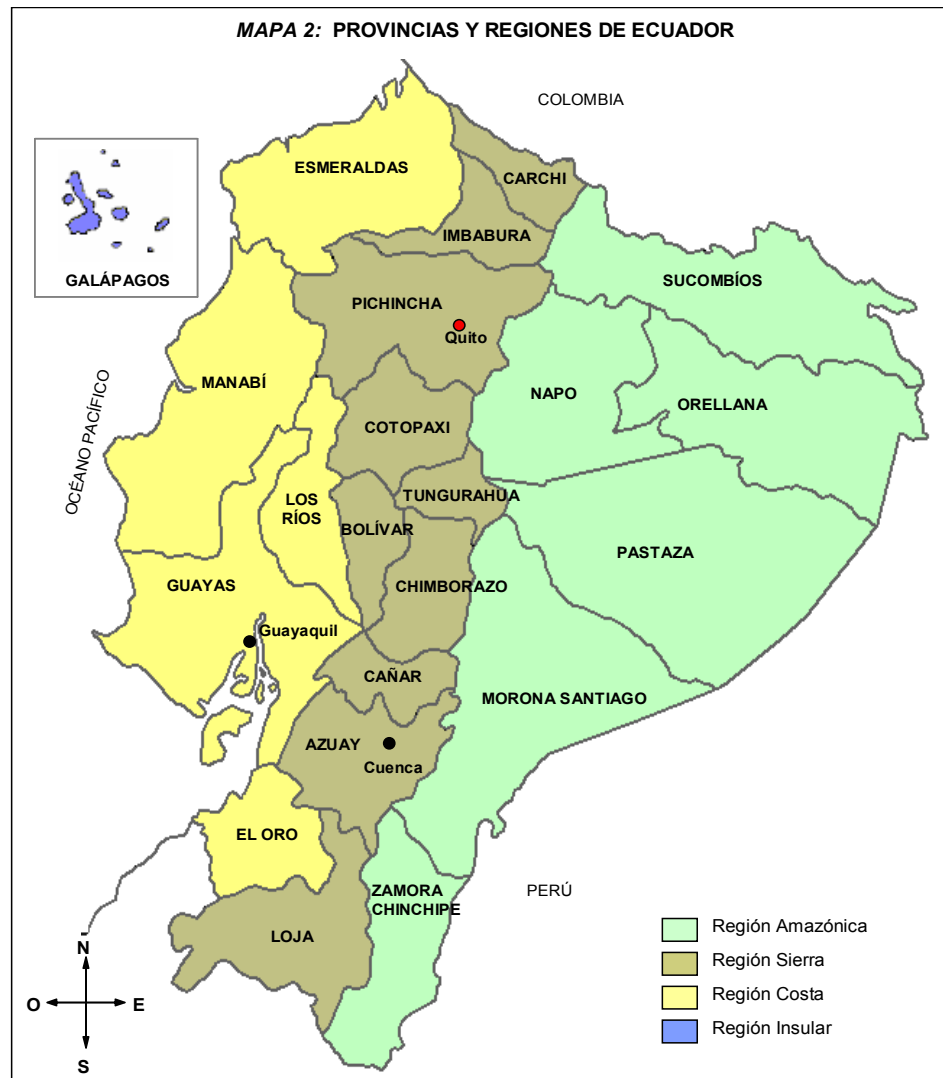 MAPA 2: PROVINCIAS Y REGIONES DE ECUADOR
COLOMBIA
ESMERALDAS
CARCHI
IMBABURA
GALÁPAGOS
SUCOMBÍOS
PICHINCHA
Quito
MANABÍ
NAPO
ORELLANA
OCÉANO PACÍFICO
COTOPAXI
LOS
RÍOS
TUNGURAHUA
BOLÍVAR
PASTAZA
GUAYAS
CHIMBORAZO
Guayaquil
CAÑAR
MORONA SANTIAGO
AZUAY
Cuenca
EL ORO
ZAMORA
CHINCHIPE
PERÚ
LOJA
N
O
E
S
Región Amazónica
Región Sierra
Región Costa
Región Insular